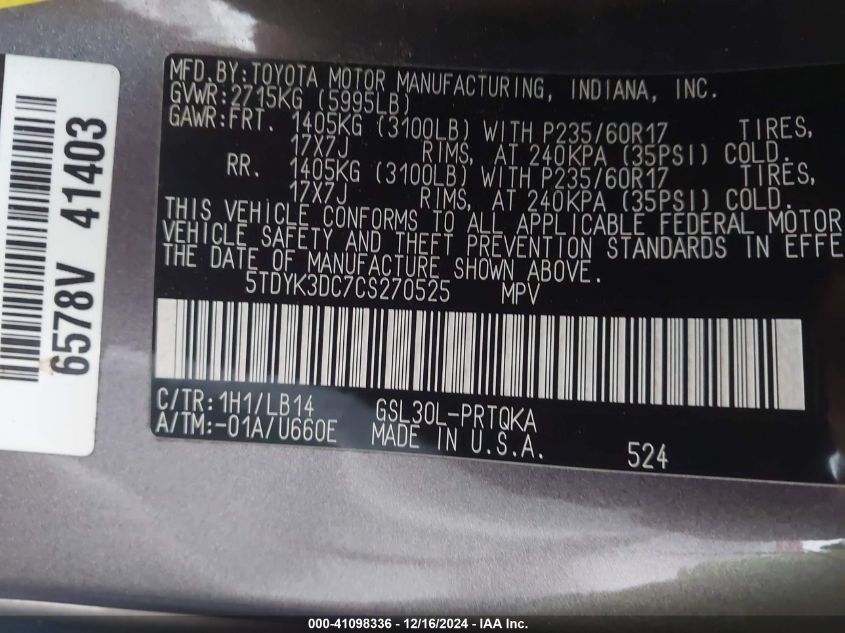 MFD. BY: TOYOTA MOTOR MANUFACTURING, INDIANA, INC.
GVWR: 2715KG (5995LB)
GAWR: FRT. 1405KG (3100LB) WITH P235/60R17 TIRES,
17X7J RIMS, AT 240KPA (35PSI) COLD.
RR. 1405KG (3100LB) WITH P235/60R17 TIRES,
17X7J RIMS, AT 240KPA (35PSI) COLD.
THIS VEHICLE CONFORMS TO ALL APPLICABLE FEDERAL MOTOR
VEHICLE SAFETY AND THEFT PREVENTION STANDARDS IN EFFE
THE DATE OF MANUFACTURE SHOWN ABOVE.
5TDYK3DC7CS270525 MPV
C/TR: 1H1/LB14 GSL30L-PRTQKA
A/TM: -01A/U660E MADE IN U.S.A. 524
6578V 41403
000-41098336 - 12/16/2024 - IAA Inc.